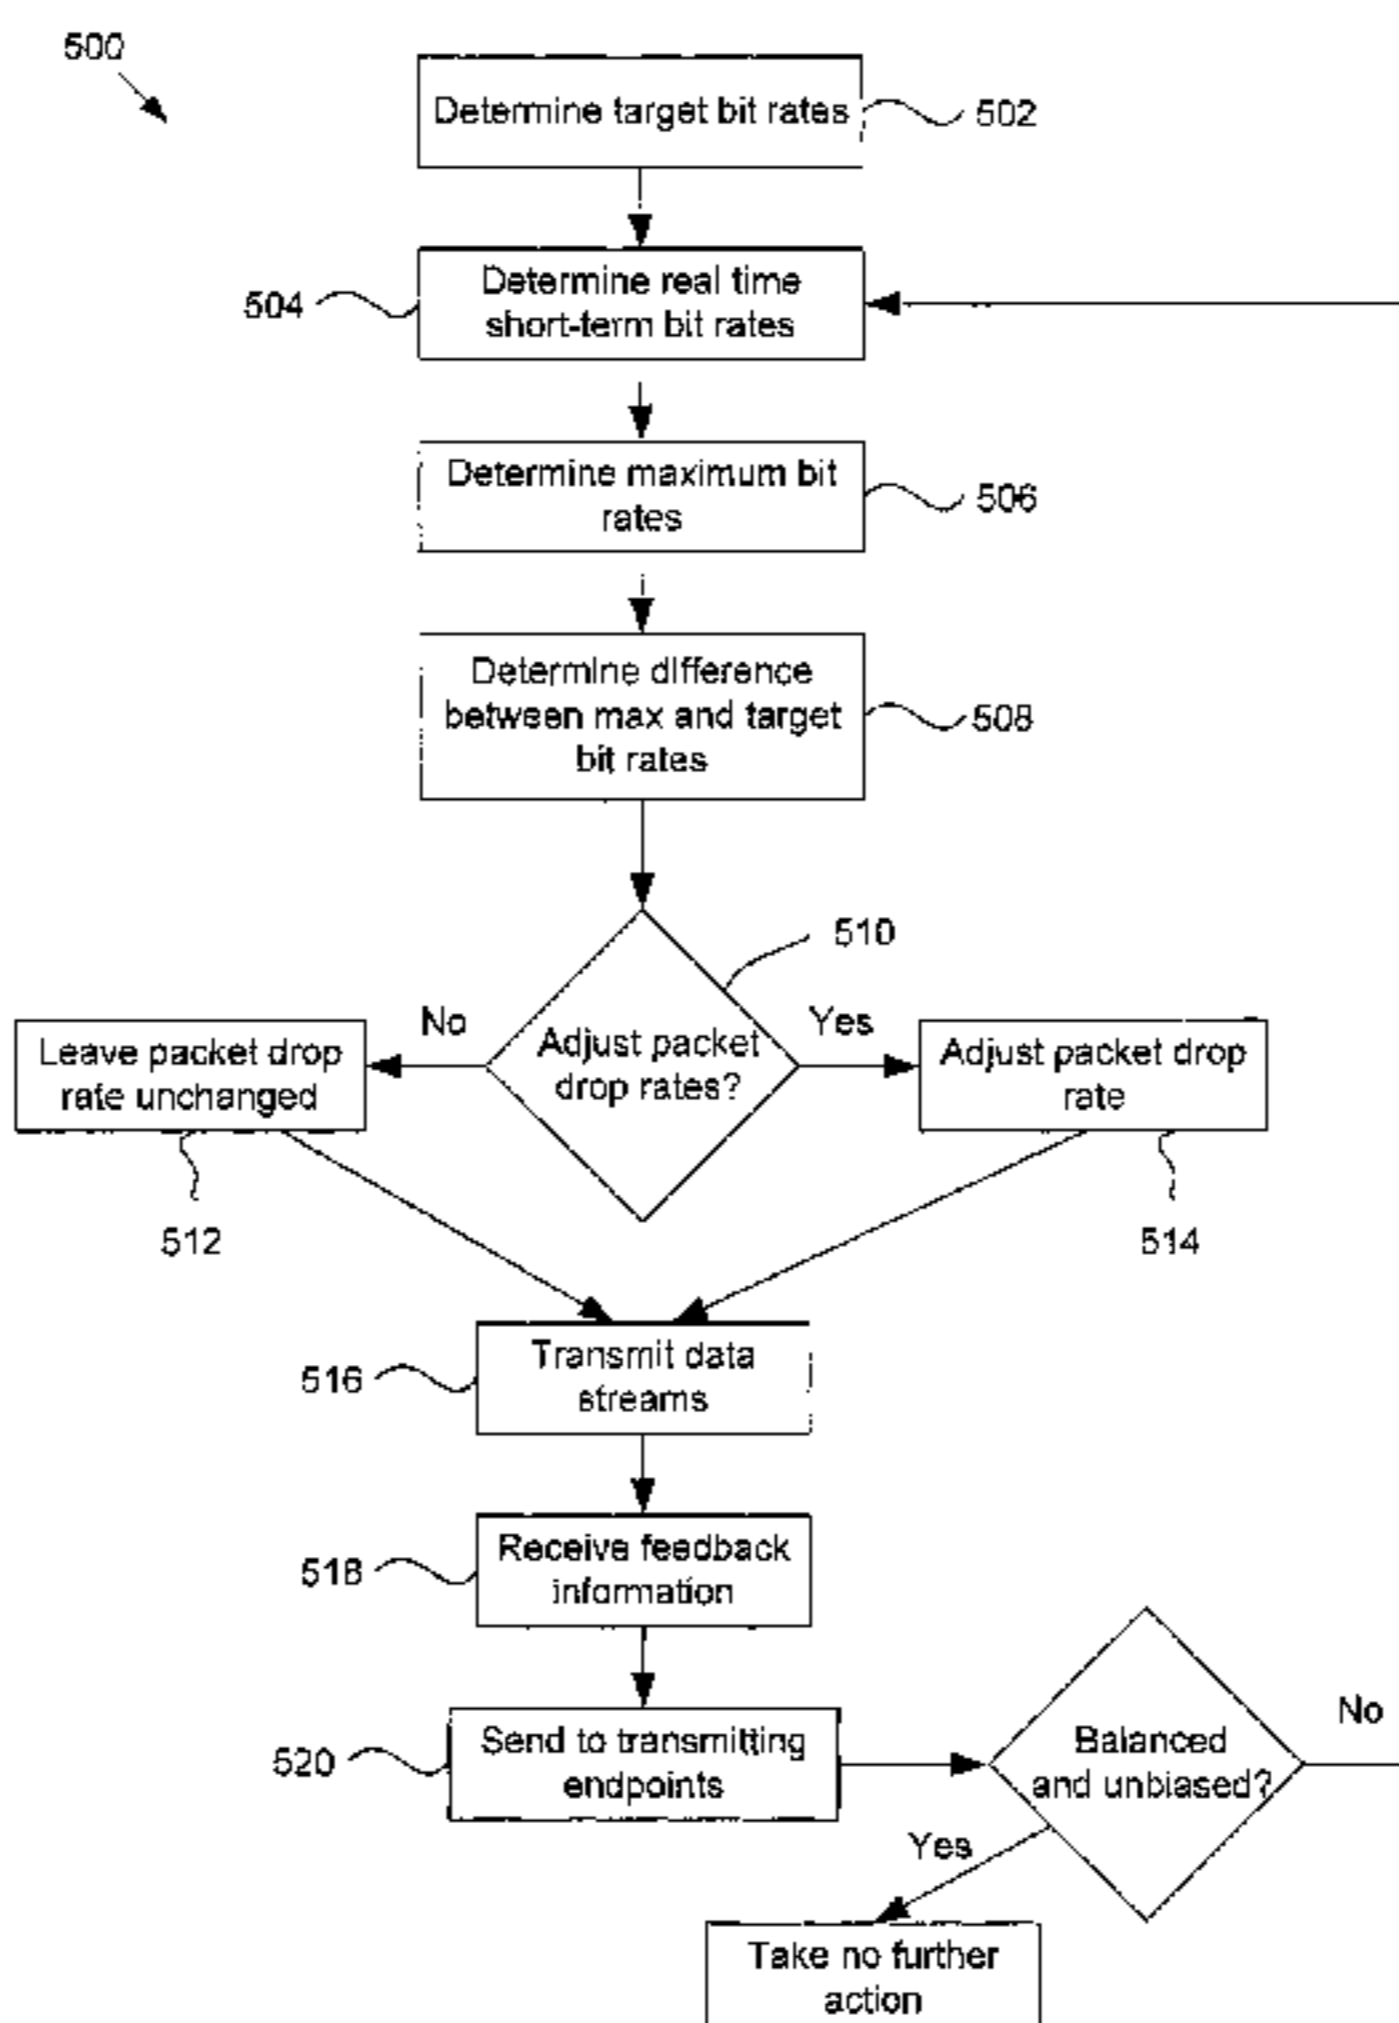 500
Determine target bit rates
502
Determine real time
short-term bit rates
504
Determine maximum bit
rates
506
Determine difference
between max and target
bit rates
508
510
No
Yes
Leave packet drop
rate unchanged
Adjust packet
drop rates?
Adjust packet drop
rate
512
514
Transmit data
streams
516
Receive feedback
information
518
Send to transmitting
endpoints
520
Balanced
and unbiased?
No
Yes
Take no further
action